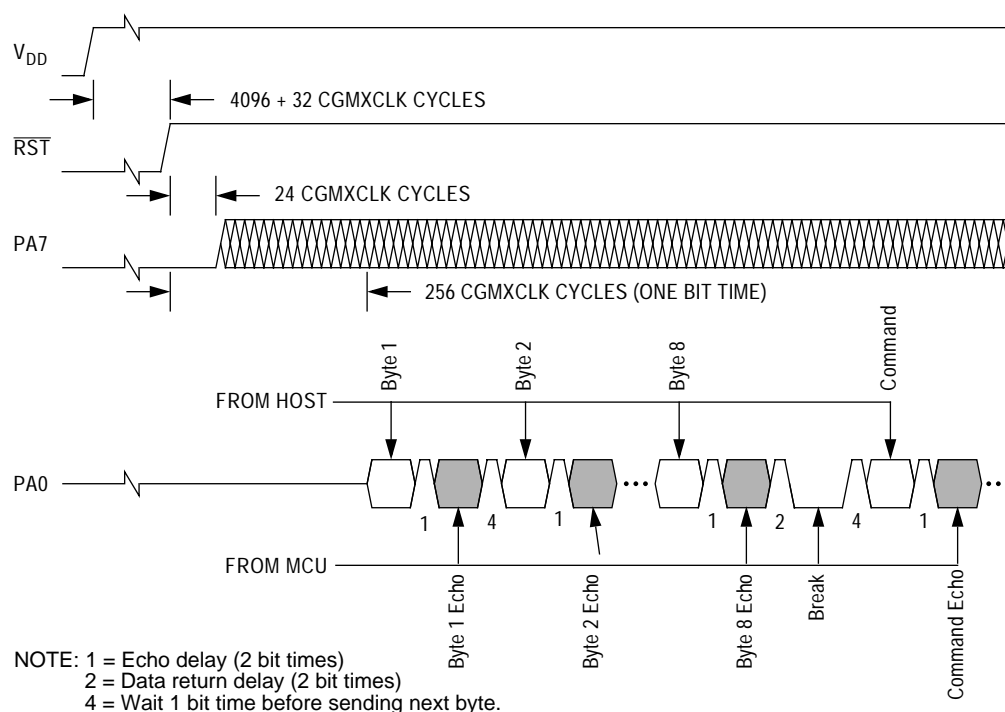 V_DD
4096 + 32 CGMXCLK CYCLES
RST
24 CGMXCLK CYCLES
PA7
256 CGMXCLK CYCLES (ONE BIT TIME)
Byte 1
Byte 2
Byte 8
Command
FROM HOST
PA0
1
4
1
1
2
4
1
FROM MCU
Byte 1 Echo
Byte 2 Echo
Byte 8 Echo
Break
Command Echo
NOTE: 1 = Echo delay (2 bit times)
2 = Data return delay (2 bit times)
4 = Wait 1 bit time before sending next byte.